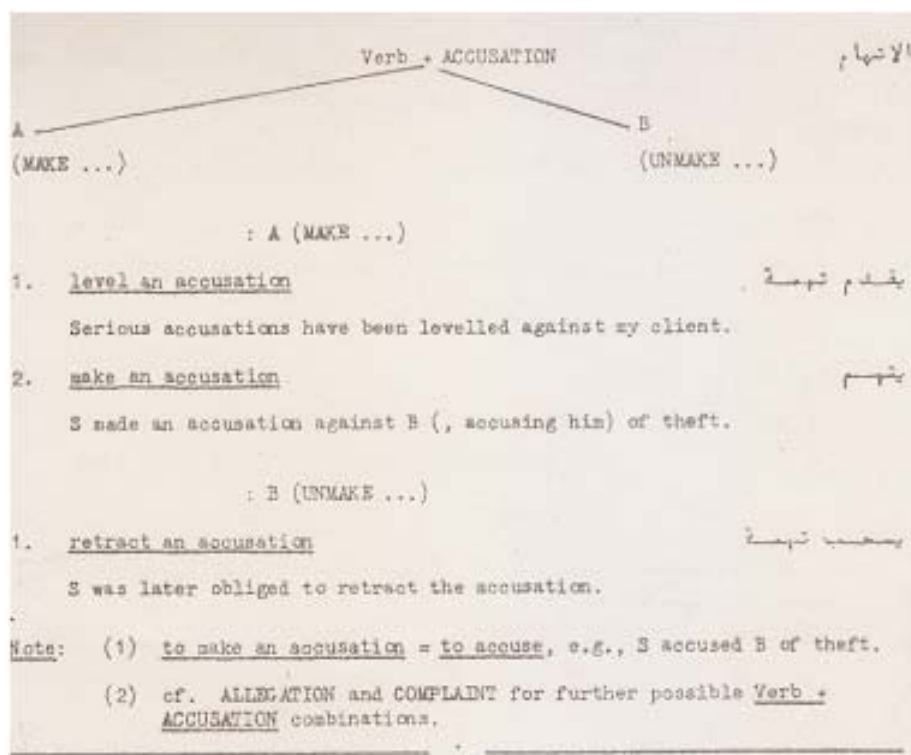 Verb + ACCUSATION الاتهام
A B
(MAKE ...) (UNMAKE ...)
: A (MAKE ...)
1. level an accusation يقدم تهمة
Serious accusations have been levelled against my client.
2. make an accusation يتهم
S made an accusation against B (, accusing him) of theft.
: B (UNMAKE ...)
1. retract an accusation يسحب تهمة
S was later obliged to retract the accusation.
Note: (1) to make an accusation = to accuse, e.g., S accused B of theft.
(2) cf. ALLEGATION and COMPLAINT for further possible Verb +
ACCUSATION combinations.